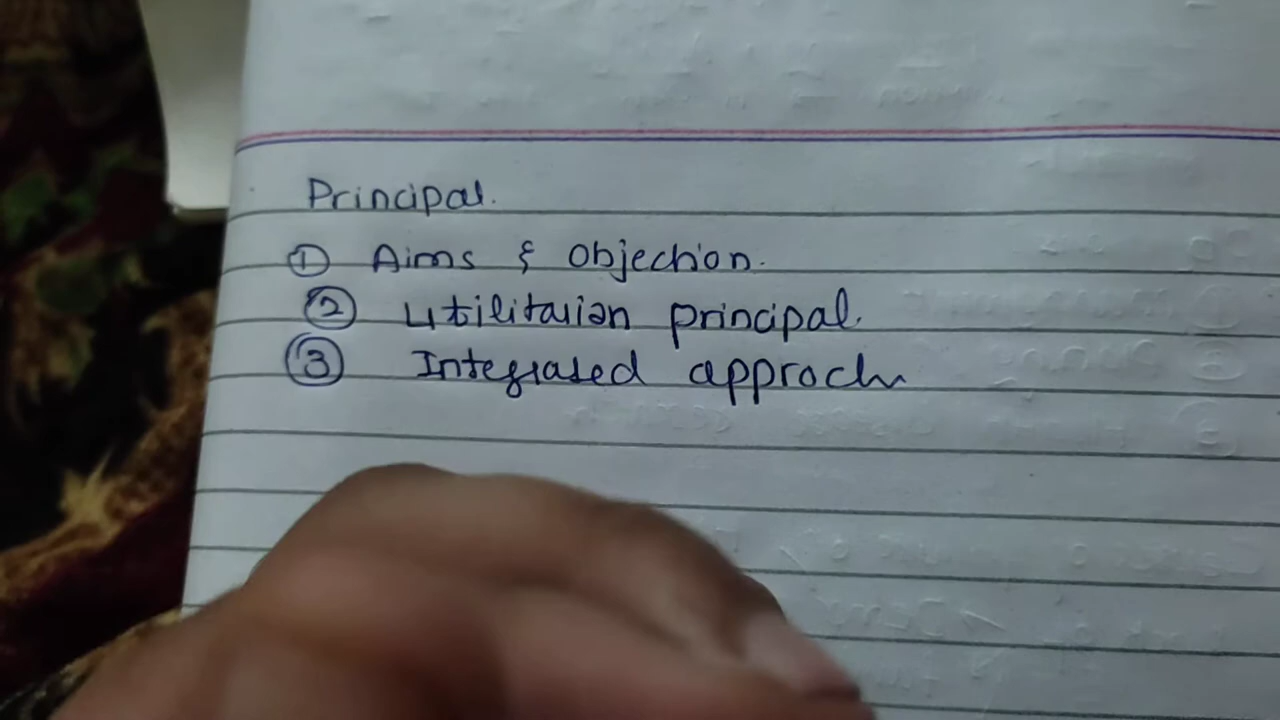 Principal.
① Aims & Objection.
② Utilitarian principal.
③ Integrated approch